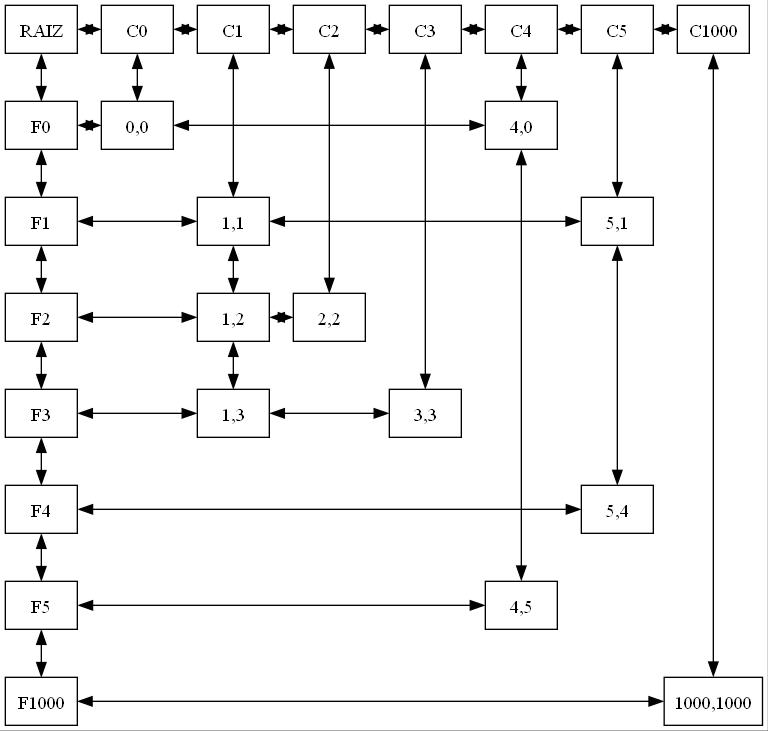 RAIZ C0 C1 C2 C3 C4 C5 C1000
F0 0,0 4,0
F1 1,1 5,1
F2 1,2 2,2
F3 1,3 3,3
F4 5,4
F5 4,5
F1000 1000,1000